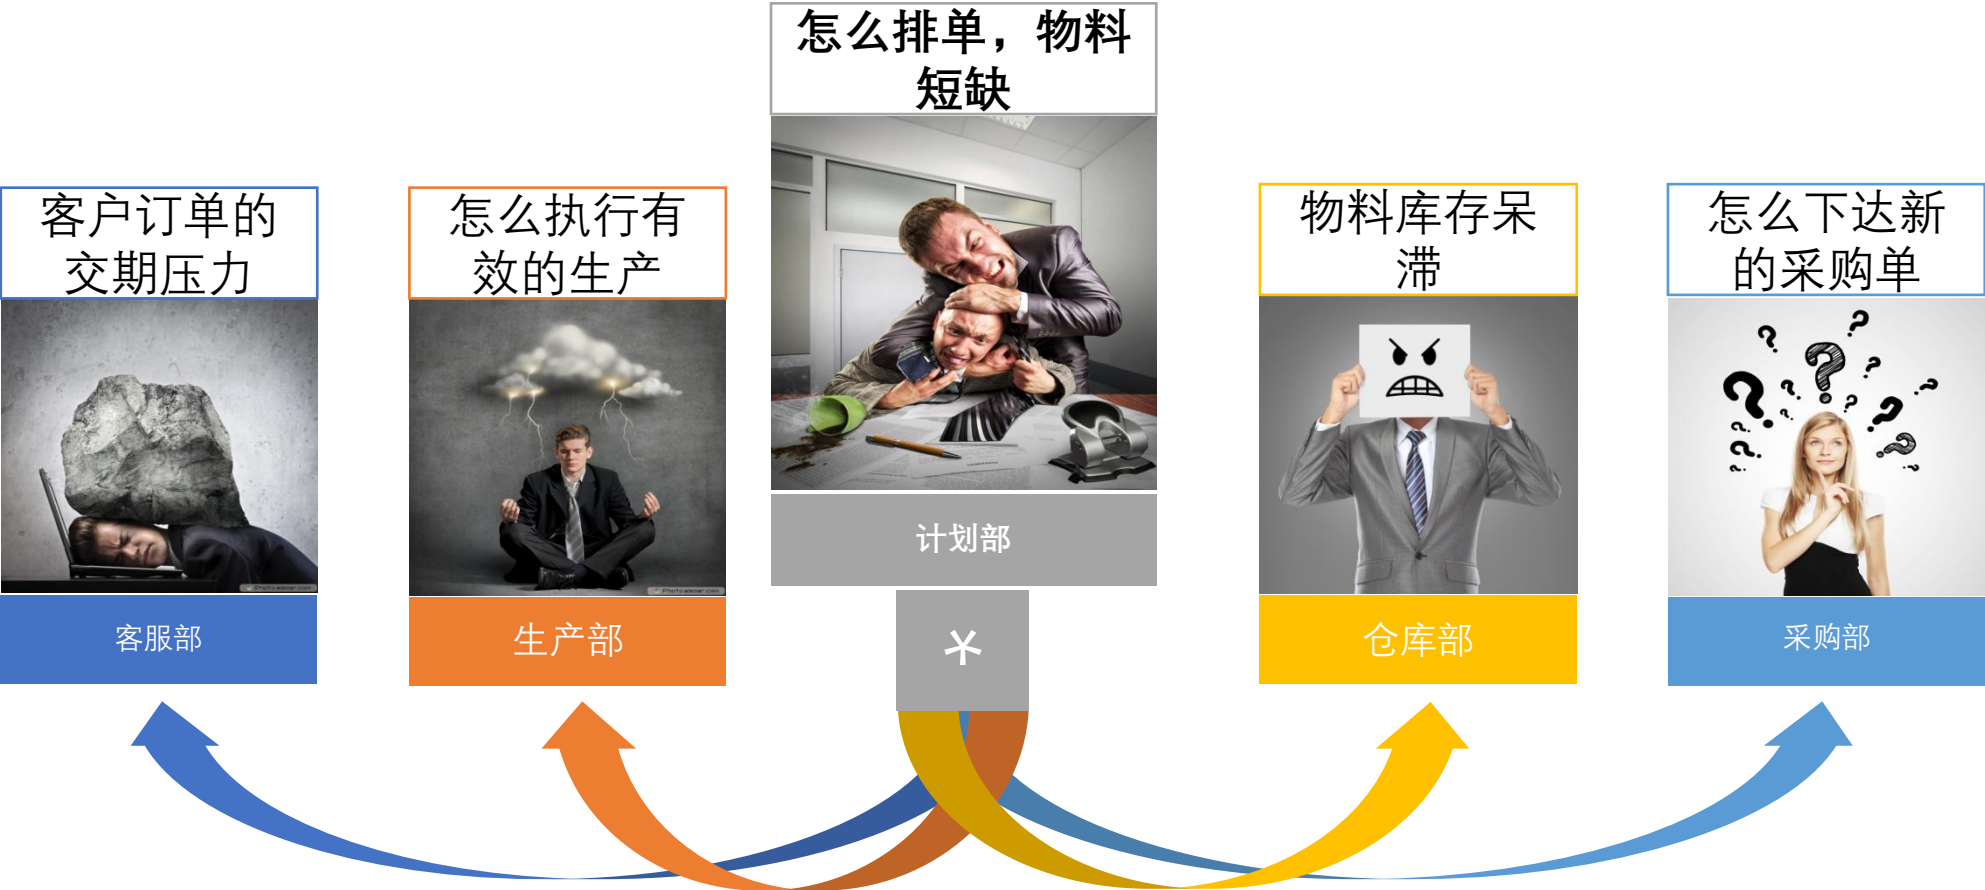 怎么排单，物料
短缺
客户订单的
交期压力
怎么执行有
效的生产
物料库存呆
滞
怎么下达新
的采购单
计划部
客服部
生产部
仓库部
采购部